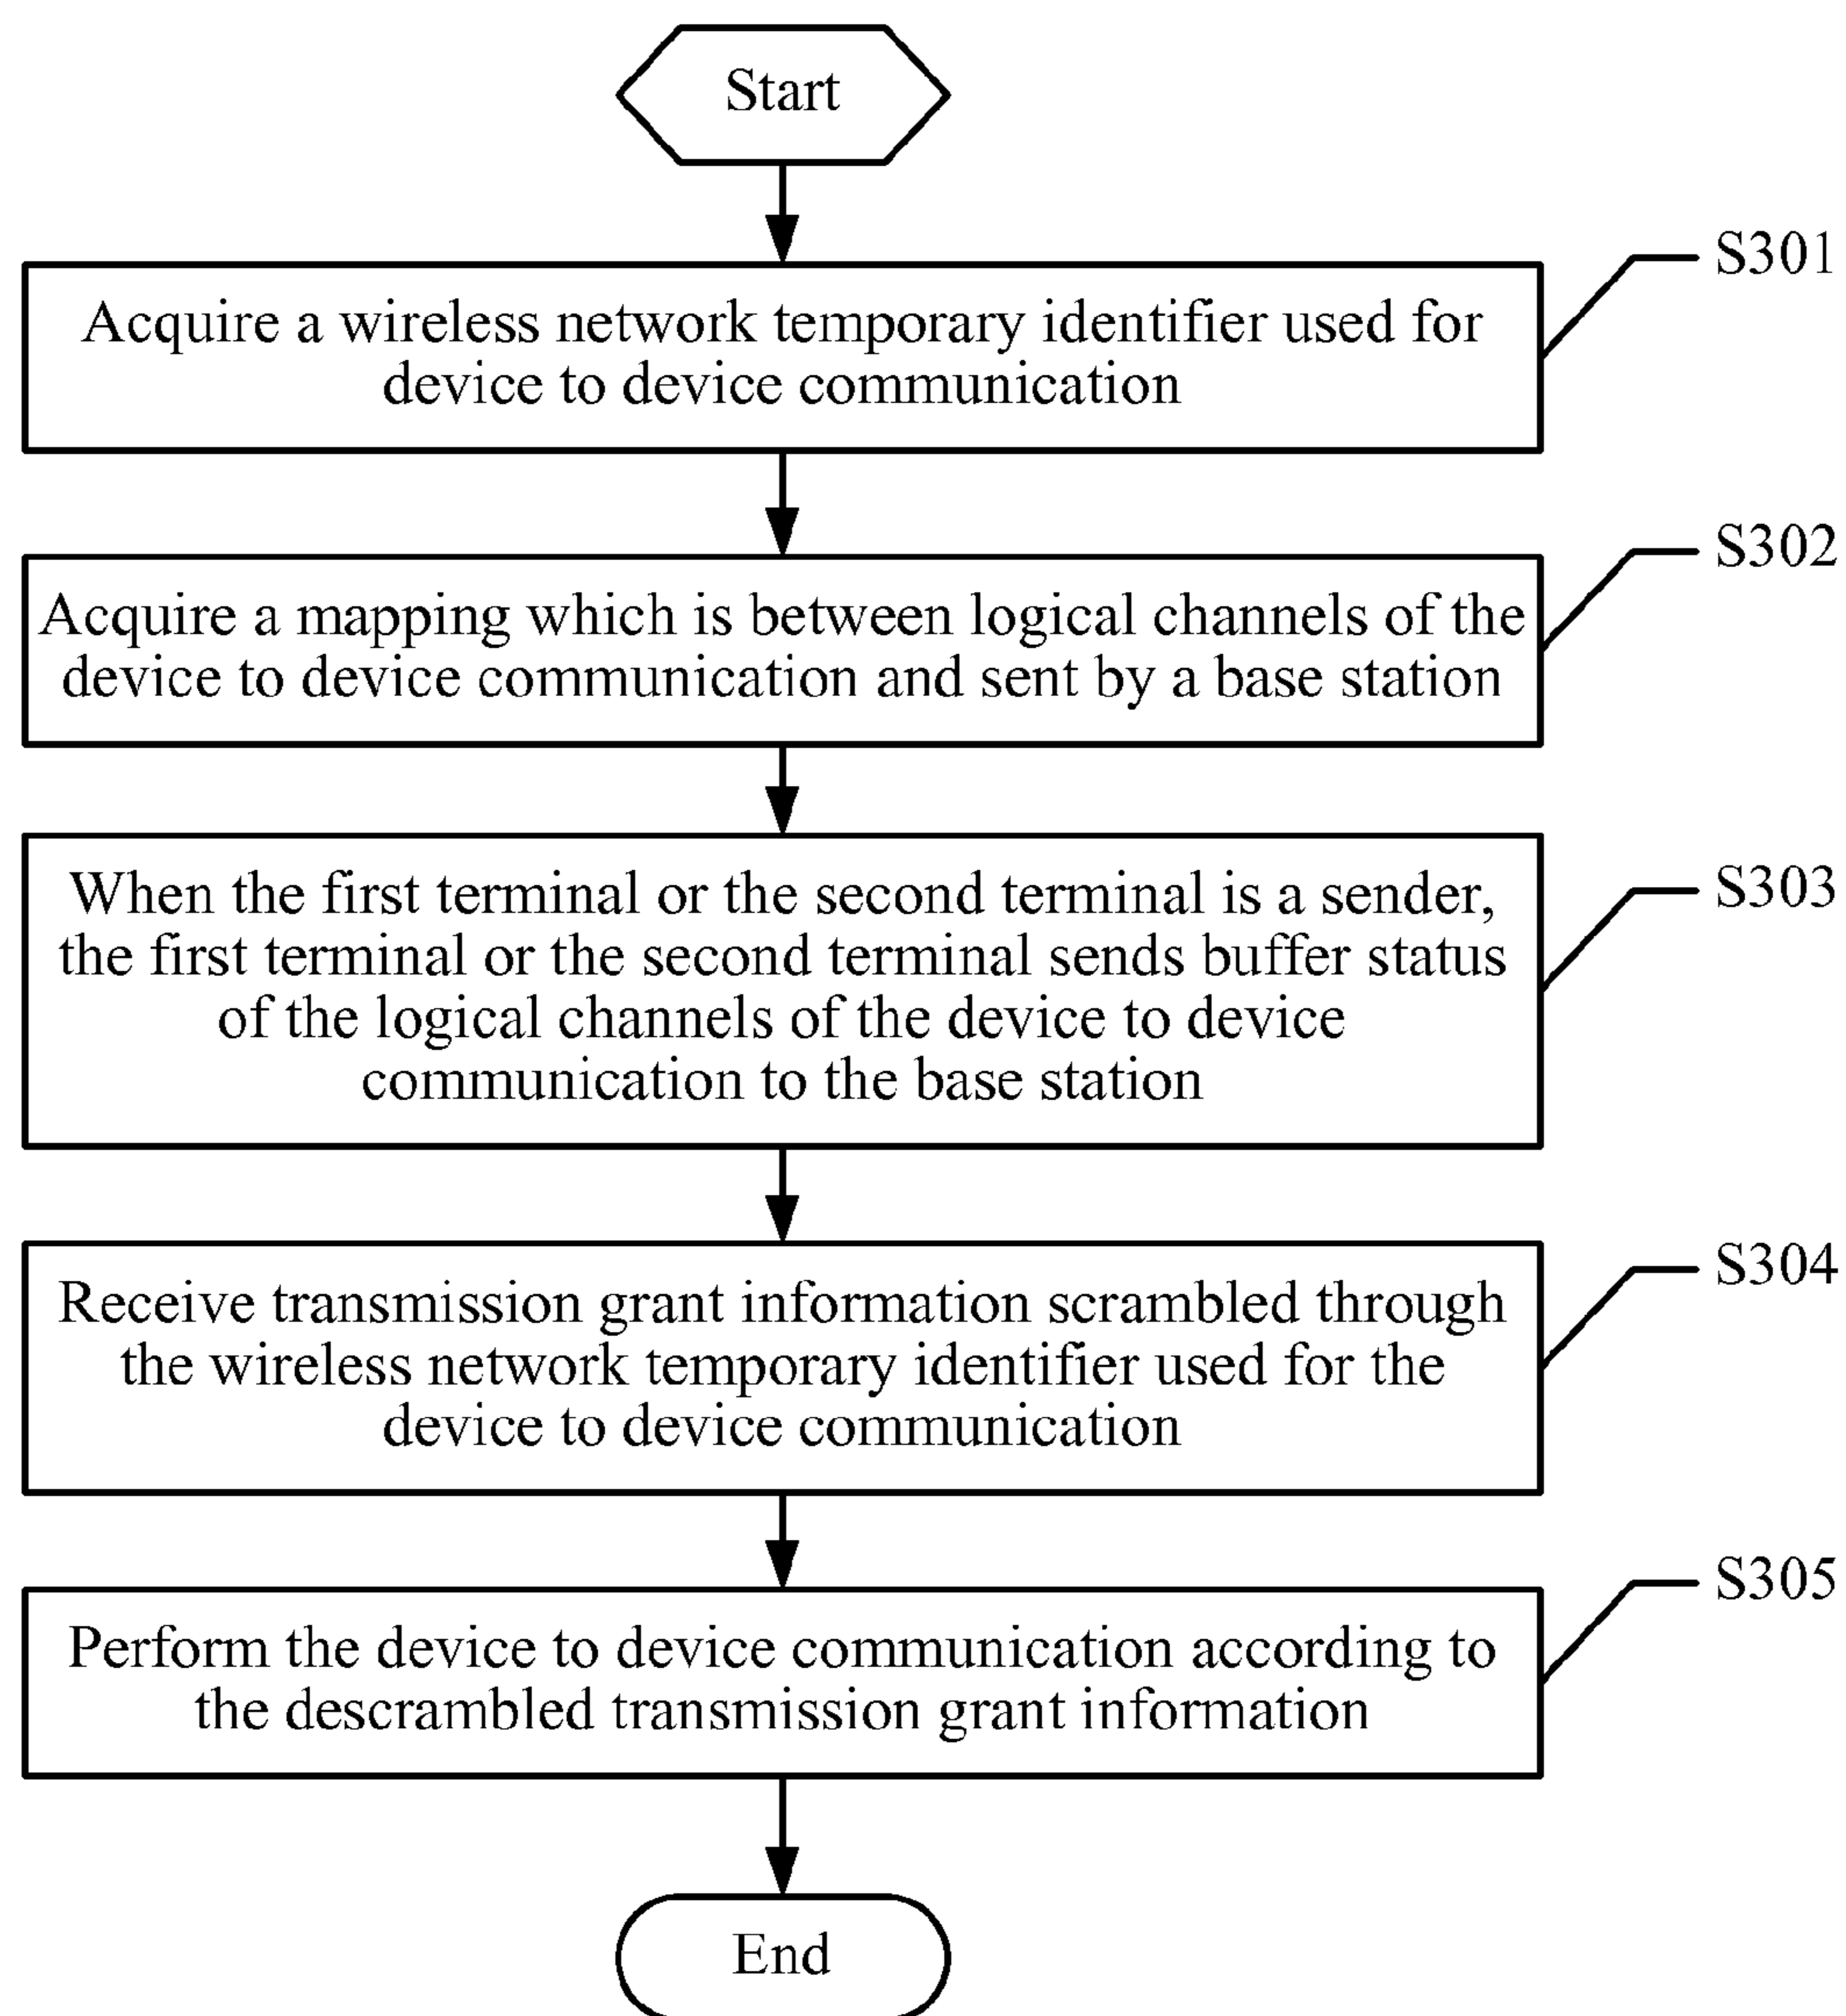 Start
S301
Acquire a wireless network temporary identifier used for
device to device communication
S302
Acquire a mapping which is between logical channels of the
device to device communication and sent by a base station
S303
When the first terminal or the second terminal is a sender,
the first terminal or the second terminal sends buffer status
of the logical channels of the device to device
communication to the base station
S304
Receive transmission grant information scrambled through
the wireless network temporary identifier used for the
device to device communication
S305
Perform the device to device communication according to
the descrambled transmission grant information
End